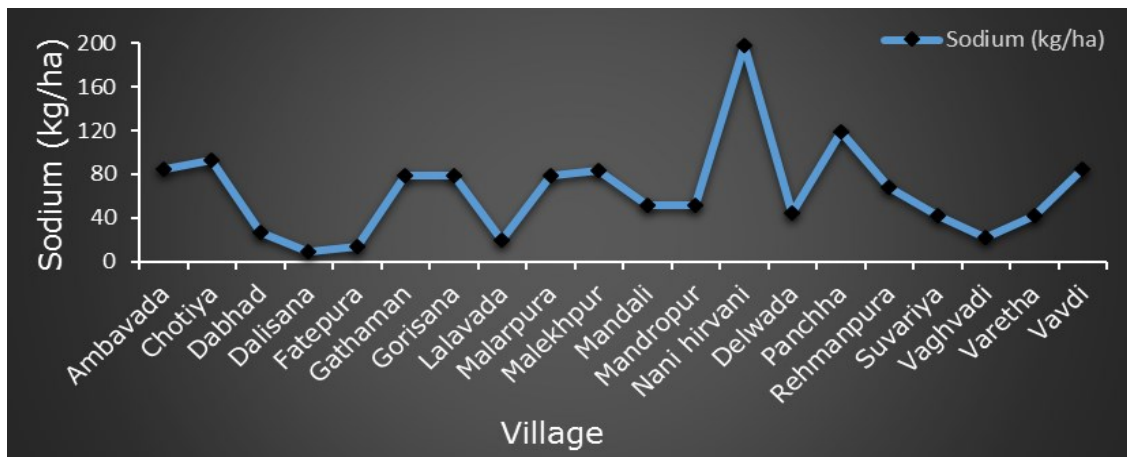 Sodium (kg/ha)
200
160
120
80
40
0
Sodium (kg/ha)
Ambavada
Chotiya
Dabhad
Dalisana
Fatepura
Gathaman
Gorisana
Lalavada
Malarpura
Malekhpur
Mandali
Mandropur
Nani hirvani
Delwada
Panchha
Rehmanpura
Suvariya
Vaghvadi
Varetha
Vavdi
Village